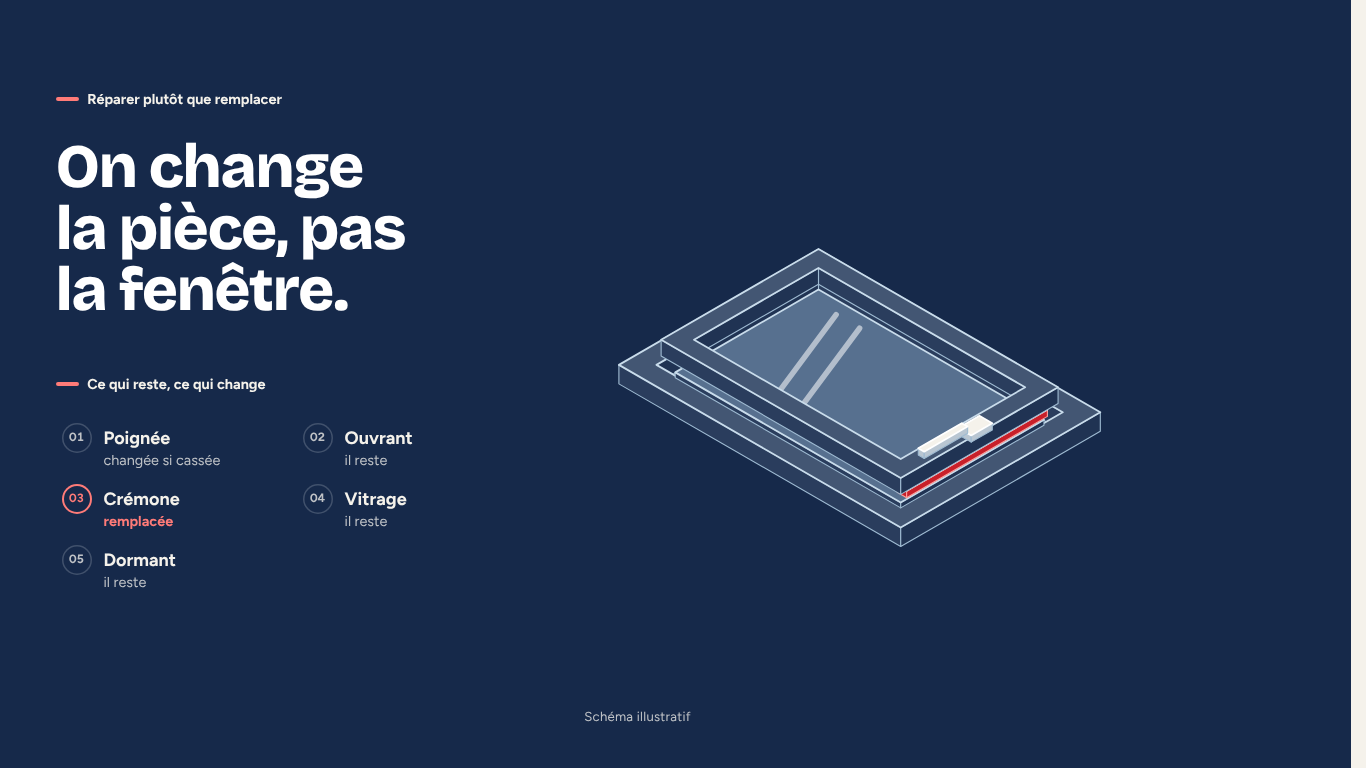 Réparer plutôt que remplacer
On change
la pièce, pas
la fenêtre.
Ce qui reste, ce qui change
01 Poignée
changée si cassée
02 Ouvrant
il reste
03 Crémone
remplacée
04 Vitrage
il reste
05 Dormant
il reste
Schéma illustratif